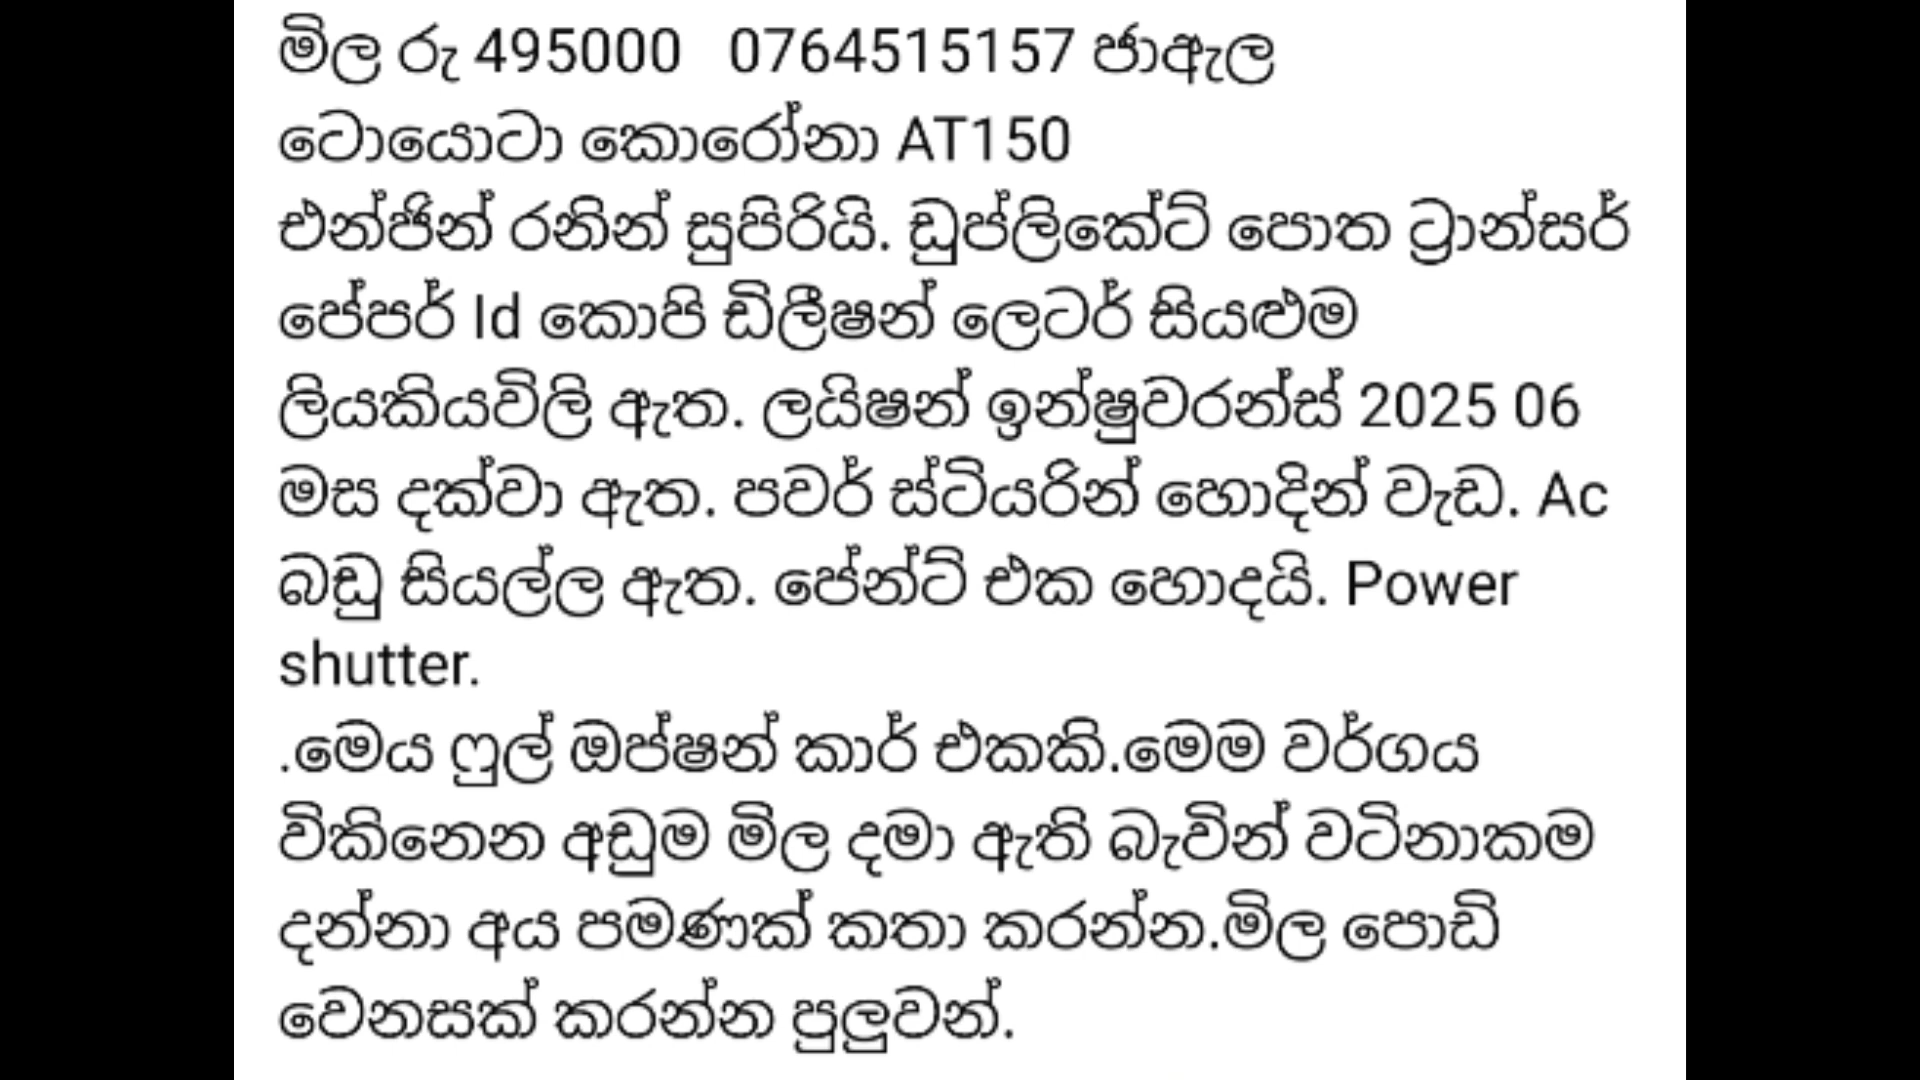 මිල රු 495000   0764515157 ජාඇල
ටොයොටා කොරෝනා AT150
එන්ජින් රනින් සුපිරියි. ඩුප්ලිකේට් පොත ට්‍රාන්සර්
පේපර් Id කොපි ඩිලීෂන් ලෙටර් සියළුම
ලියකියවිලි ඇත. ලයිෂන් ඉන්ෂුවරන්ස් 2025 06
මස දක්වා ඇත. පවර් ස්ටියරින් හොදින් වැඩ. Ac
බඩු සියල්ල ඇත. පේන්ට් එක හොදයි. Power
shutter.
.මෙය ෆුල් ඔප්ෂන් කාර් එකකි.මෙම වර්ගය
විකිනෙන අඩුම මිල දමා ඇති බැවින් වටිනාකම
දන්නා අය පමණක් කතා කරන්න.මිල පොඩි
වෙනසක් කරන්න පුලුවන්.